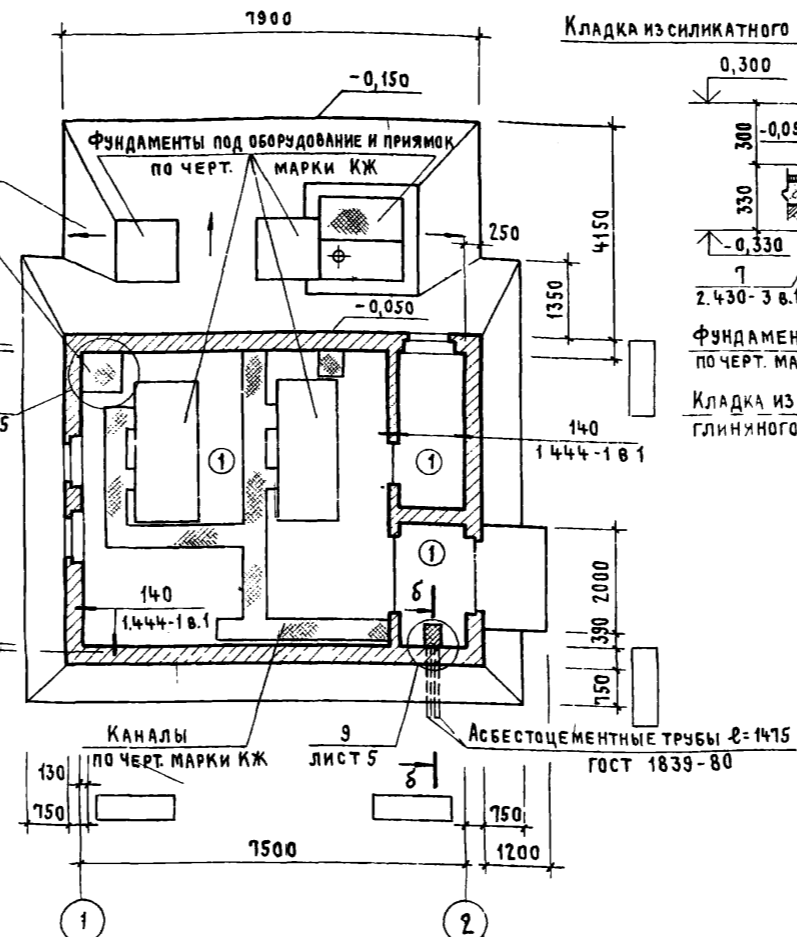 7900
КЛАДКА ИЗ СИЛИКАТНОГО
0,300
-0,150
ФУНДАМЕНТЫ ПОД ОБОРУДОВАНИЕ И ПРИЯМОК
ПО ЧЕРТ. МАРКИ КЖ
300
330
-0,330
7
2.430-3 в.1
250
4150
1350
-0,050
ФУНДАМЕН
ПО ЧЕРТ. МА
КЛАДКА ИЗ
ГЛИНЯНОГО
5
140
1.444-1 в 1
1
1
1
140
1.444-1 в.1
б
2000
390
750
КАНАЛЫ
ПО ЧЕРТ. МАРКИ КЖ
9
ЛИСТ 5
б
АСБЕСТОЦЕМЕНТНЫЕ ТРУБЫ ℓ=1475
ГОСТ 1839-80
130
750
750
7500
1200
1
2